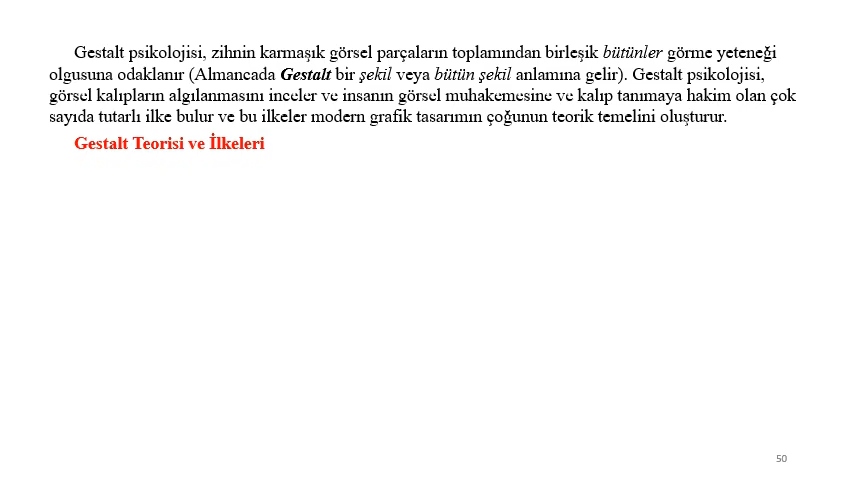 Gestalt psikolojisi, zihnin karmaşık görsel parçaların toplamından birleşik bütünler görme yeteneği
olgusuna odaklanır (Almancada Gestalt bir şekil veya bütün şekil anlamına gelir). Gestalt psikolojisi,
görsel kalıpların algılanmasını inceler ve insanın görsel muhakemesine ve kalıp tanımaya hakim olan çok
sayıda tutarlı ilke bulur ve bu ilkeler modern grafik tasarımın çoğunun teorik temelini oluşturur.
Gestalt Teorisi ve İlkeleri
50